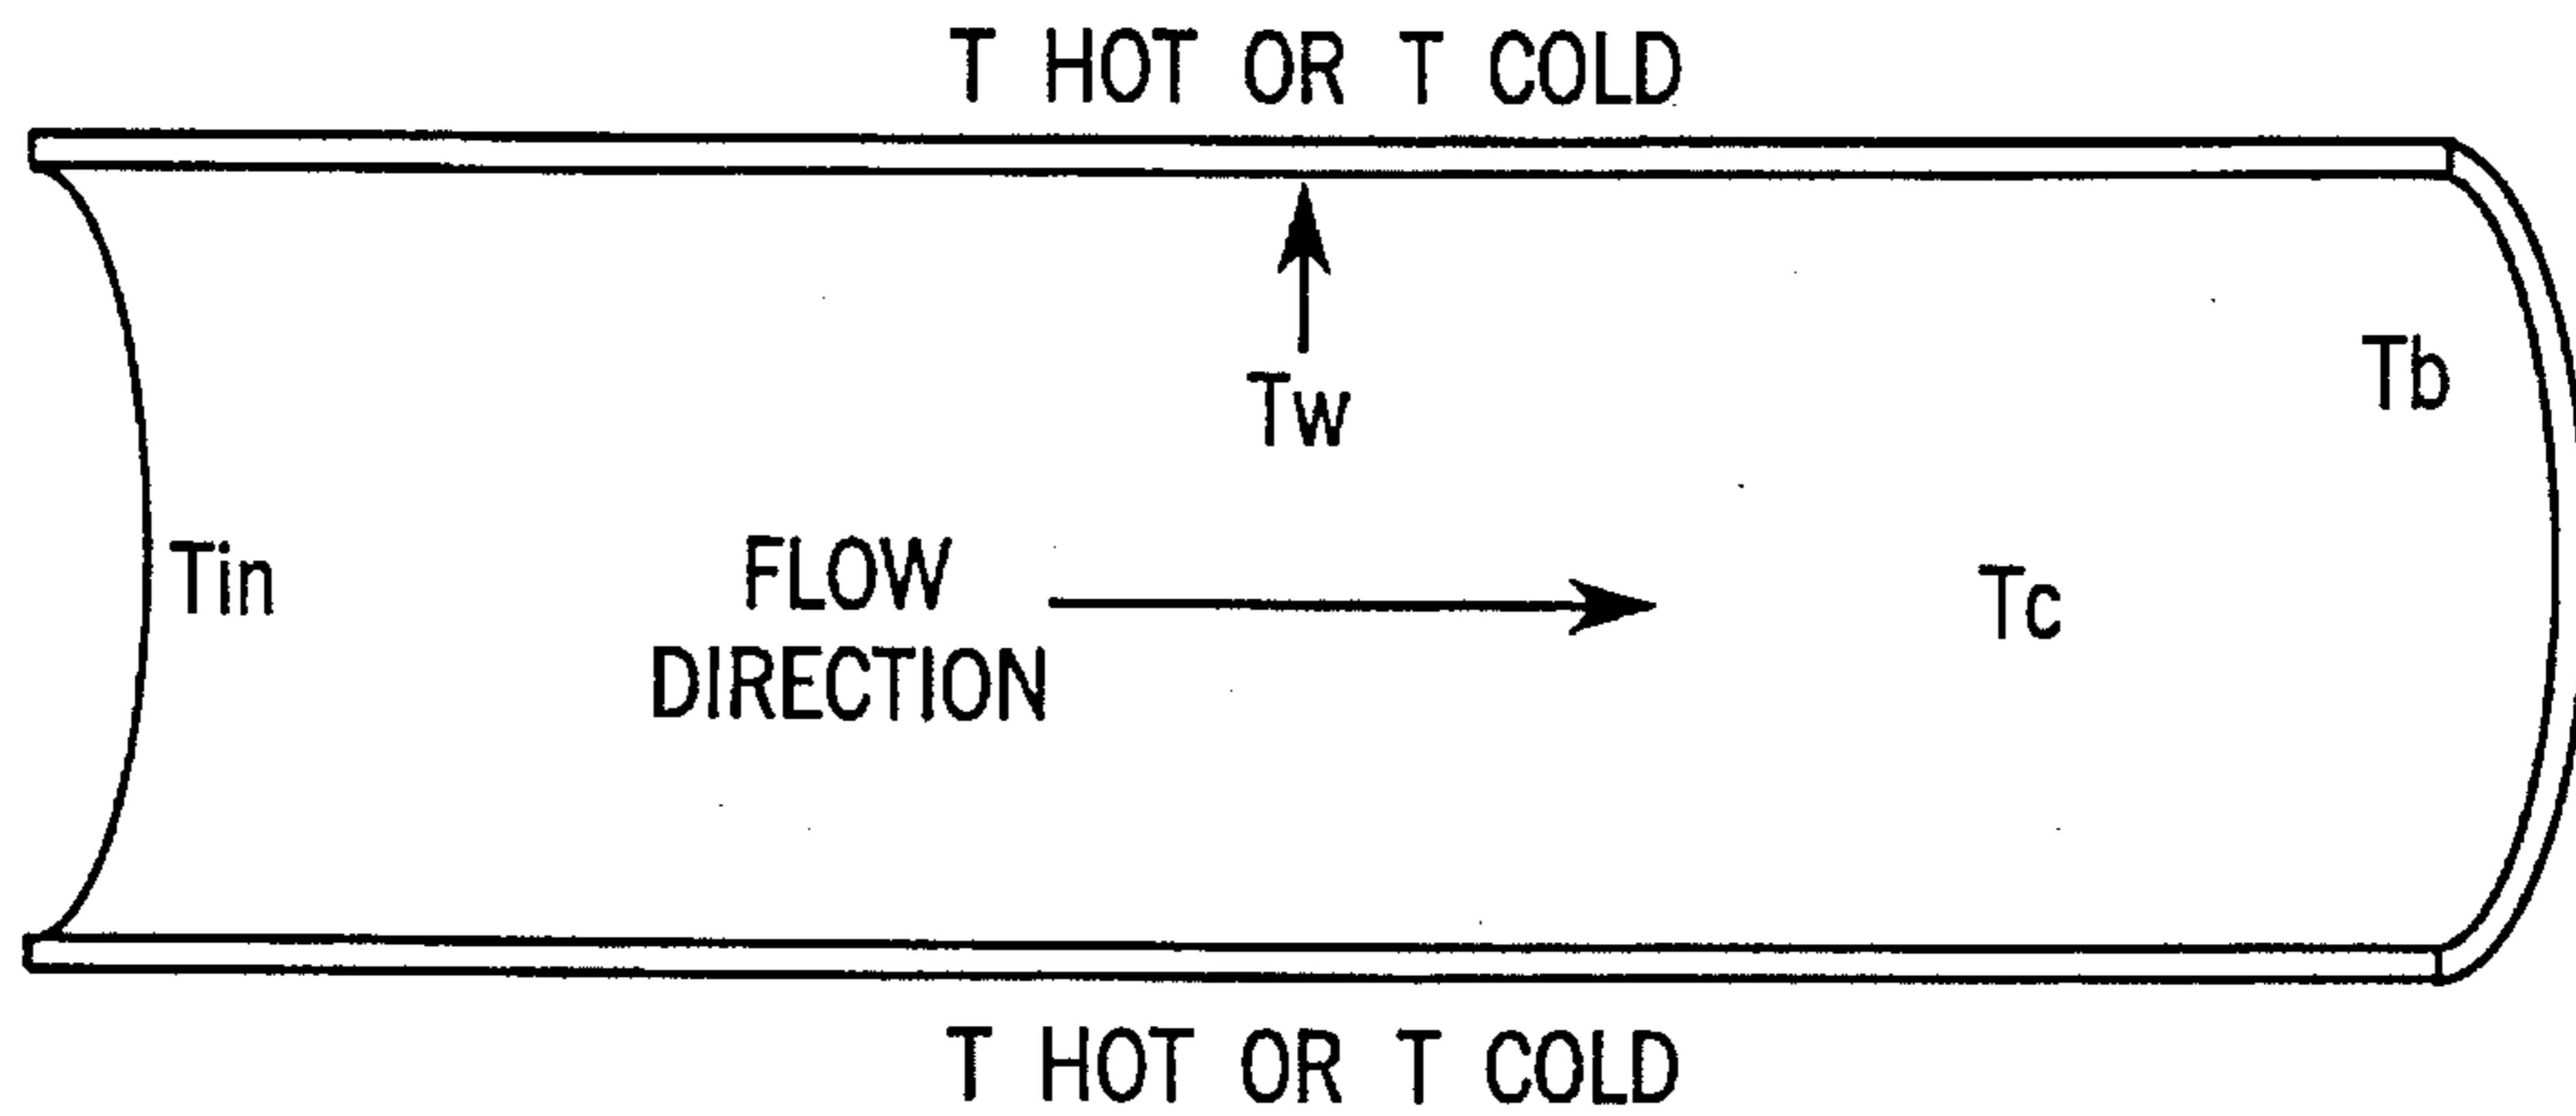 T HOT OR T COLD
Tb
Tw
Tin
FLOW
DIRECTION
Tc
T HOT OR T COLD